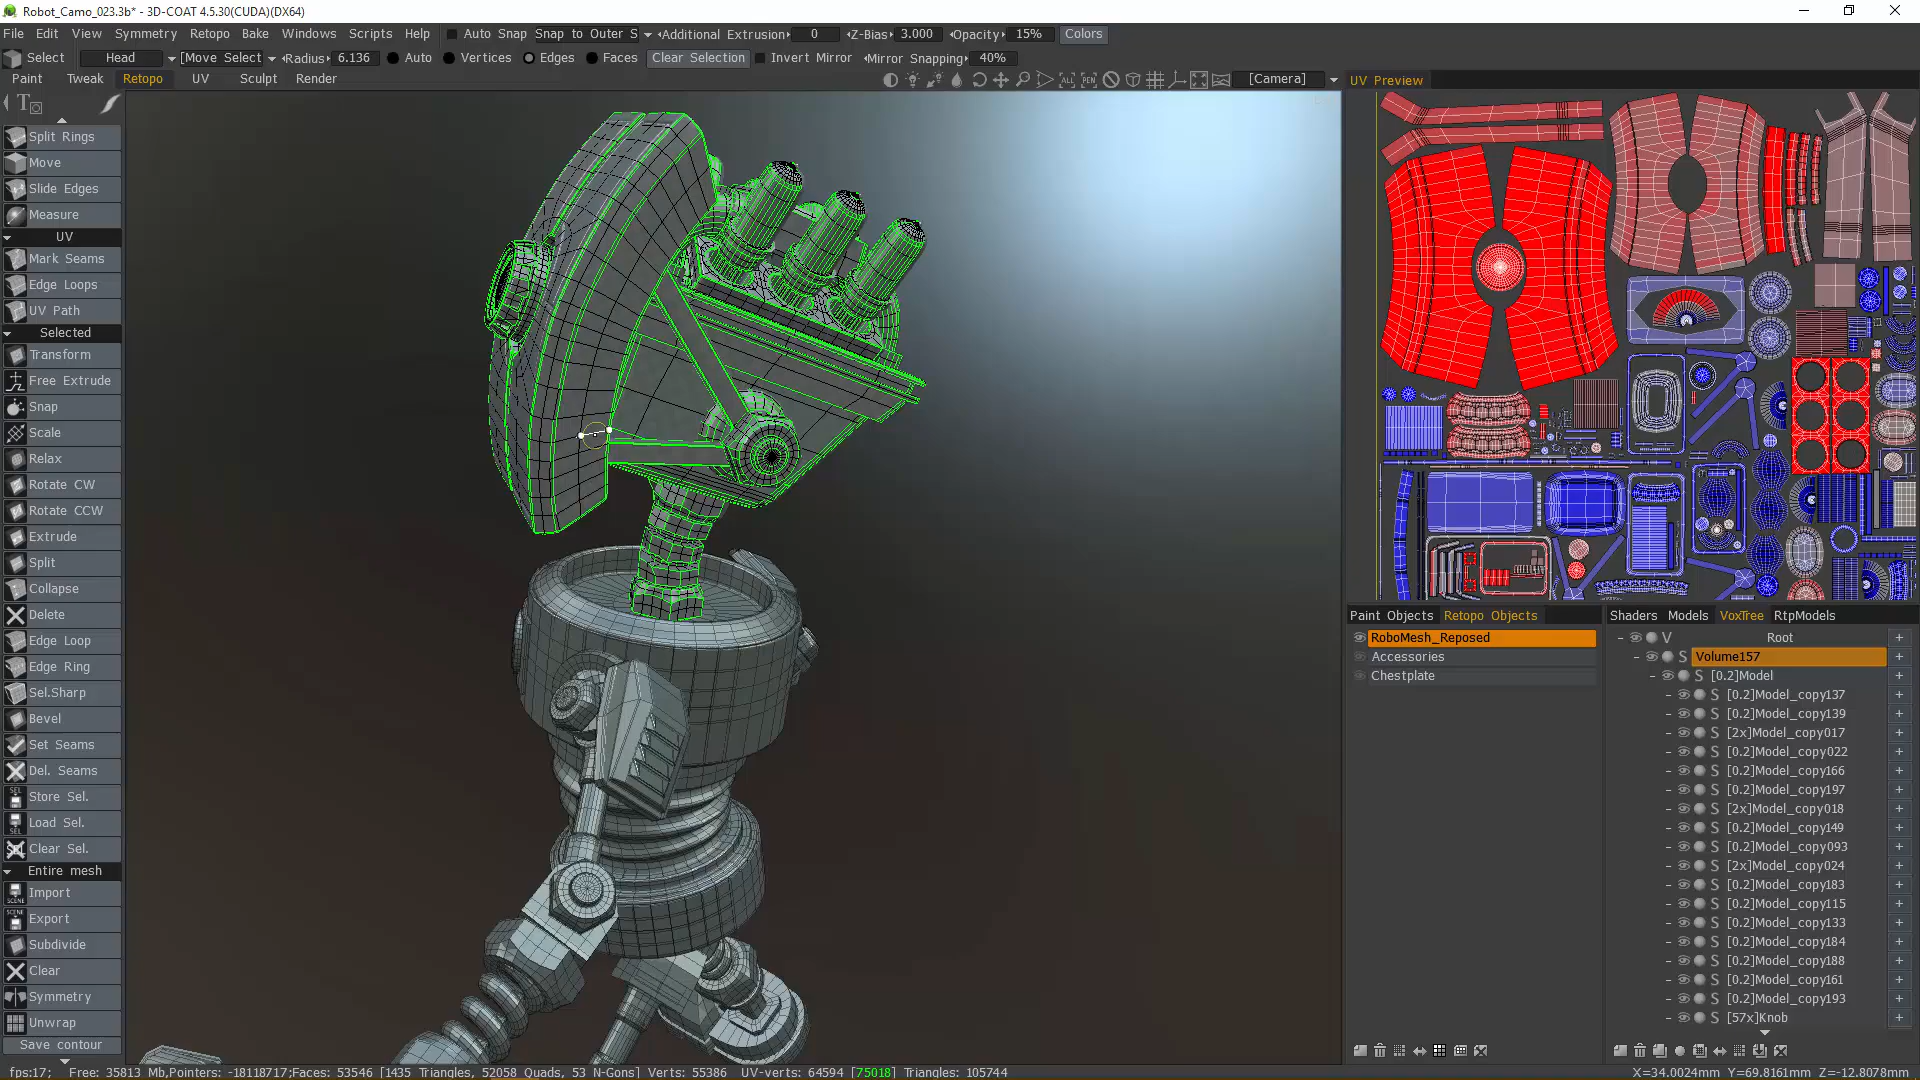 Robot_Camo_023.3b* - 3D-COAT 4.5.30(CUDA)(DX64)
File Edit View Symmetry Retopo Bake Windows Scripts Help Auto Snap Snap to Outer S Additional Extrusion 0 Z-Bias 3.000 Opacity 15% Colors
Select Head [Move Select Radius 6.136 Auto Vertices Edges Faces Clear Selection Invert Mirror Mirror Snapping 40%
Paint Tweak Retopo UV Sculpt Render [Camera] UV Preview
Split Rings
Move
Slide Edges
Measure
UV
Mark Seams
Edge Loops
UV Path
Selected
Transform
Free Extrude
Snap
Scale
Relax
Rotate CW
Rotate CCW
Extrude
Split
Collapse
Delete
Edge Loop
Edge Ring
Sel.Sharp
Bevel
Set Seams
Del. Seams
Store Sel.
Load Sel.
Clear Sel.
Entire mesh
Import
Export
Subdivide
Clear
Symmetry
Unwrap
Save contour
Paint Objects Retopo Objects
RoboMesh_Reposed
Accessories
Chestplate
Shaders Models VoxTree RtpModels
V Root +
S Volume157 +
S [0.2]Model +
S [0.2]Model_copy137 +
S [0.2]Model_copy139 +
S [2x]Model_copy017 +
S [0.2]Model_copy022 +
S [0.2]Model_copy166 +
S [0.2]Model_copy197 +
S [2x]Model_copy018 +
S [0.2]Model_copy149 +
S [0.2]Model_copy093 +
S [2x]Model_copy024 +
S [0.2]Model_copy183 +
S [0.2]Model_copy115 +
S [0.2]Model_copy133 +
S [0.2]Model_copy184 +
S [0.2]Model_copy188 +
S [0.2]Model_copy161 +
S [0.2]Model_copy193 +
S [57x]Knob +
fps:17; Free: 35813 Mb,Pointers: -18118717;Faces: 53546 [1435 Triangles, 52058 Quads, 53 N-Gons] Verts: 55386 UV-verts: 64594 [75018] Triangles: 105744 X=34.0024mm Y=69.8161mm Z=-12.8078mm